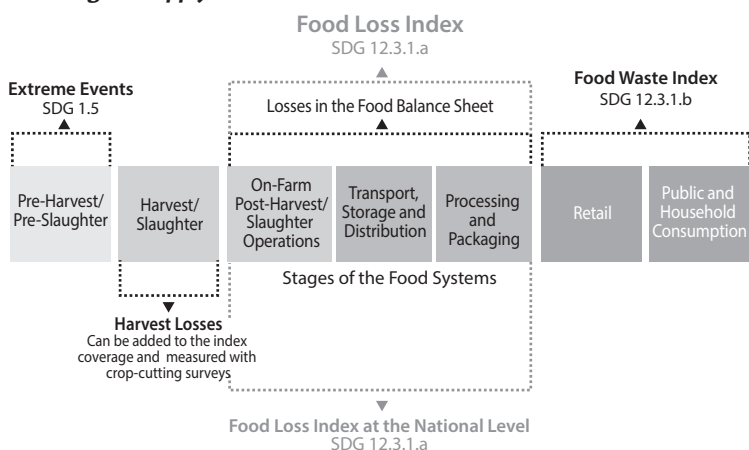 Food Loss Index
SDG 12.3.1.a
Extreme Events
SDG 1.5
Losses in the Food Balance Sheet
Food Waste Index
SDG 12.3.1.b
Pre-Harvest/
Pre-Slaughter
Harvest/
Slaughter
On-Farm
Post-Harvest/
Slaughter
Operations
Transport,
Storage and
Distribution
Processing
and
Packaging
Retail
Public and
Household
Consumption
Stages of the Food Systems
Harvest Losses
Can be added to the index
coverage and measured with
crop-cutting surveys
Food Loss Index at the National Level
SDG 12.3.1.a